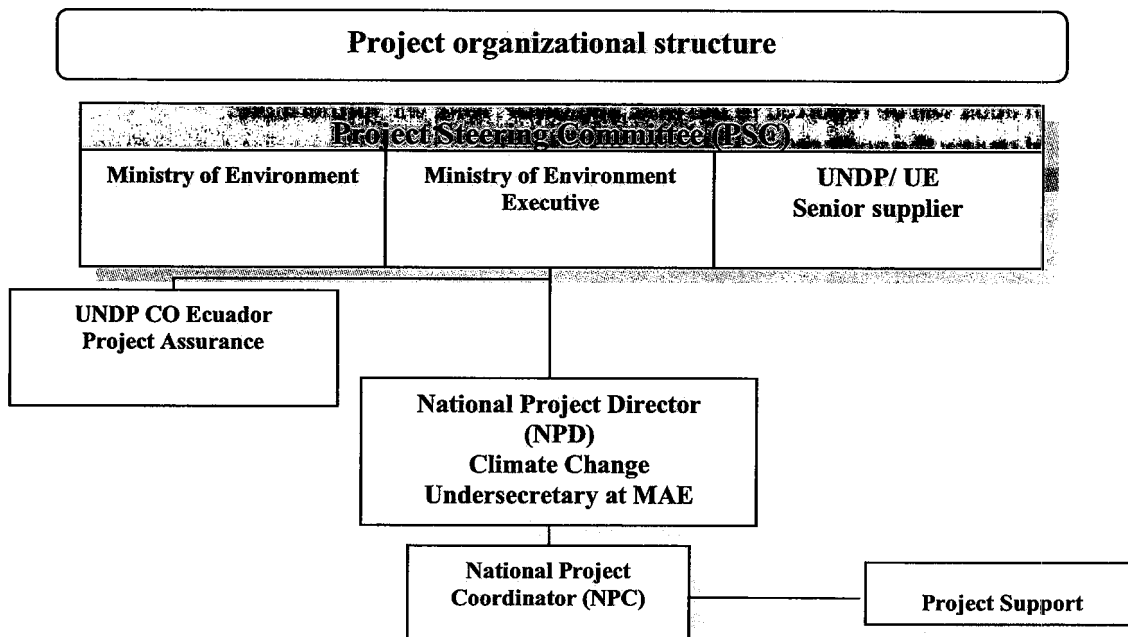 Project organizational structure
Project Steering Committee (PSC)
Ministry of Environment
Ministry of Environment
Executive
UNDP/ UE
Senior supplier
UNDP CO Ecuador
Project Assurance
National Project Director
(NPD)
Climate Change
Undersecretary at MAE
National Project
Coordinator (NPC)
Project Support